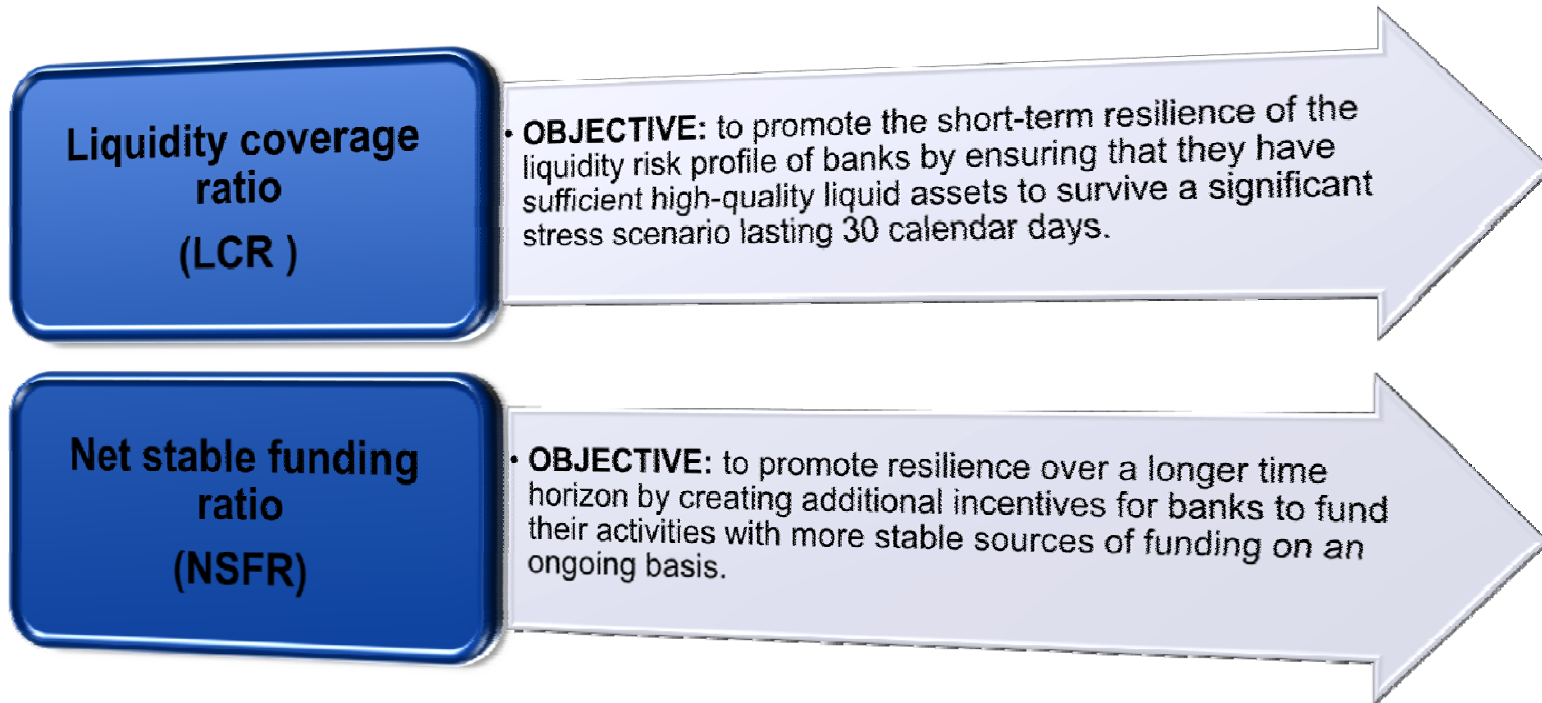 Liquidity coverage
ratio
(LCR )
• OBJECTIVE: to promote the short-term resilience of the
liquidity risk profile of banks by ensuring that they have
sufficient high-quality liquid assets to survive a significant
stress scenario lasting 30 calendar days.
Net stable funding
ratio
(NSFR)
• OBJECTIVE: to promote resilience over a longer time
horizon by creating additional incentives for banks to fund
their activities with more stable sources of funding on an
ongoing basis.